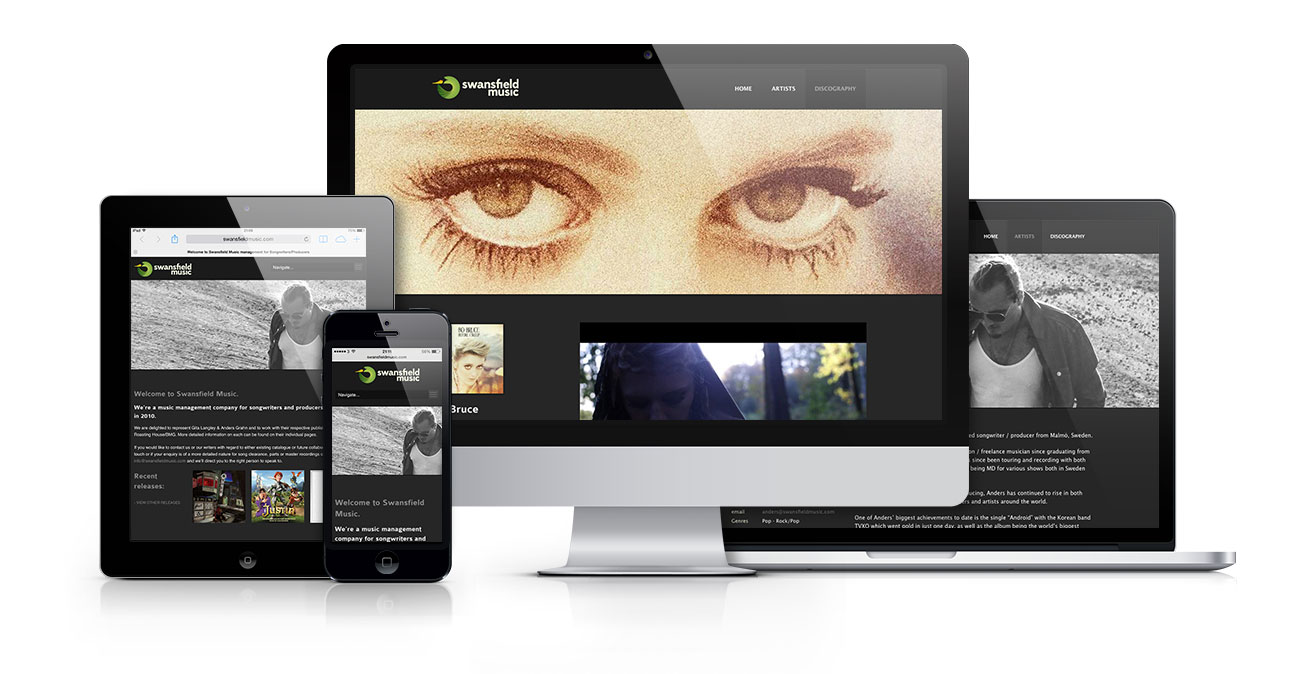 swansfield
music
HOME ARTISTS DISCOGRAPHY
Bruce
swansfieldmusic.com
Welcome to Swansfield Music management for Songwriters/Producers
swansfield
music
Navigate...
Welcome to Swansfield Music.
We're a music management company for songwriters and producers
in 2010.
We are delighted to represent Gita Langley & Anders Grahn and to work with their respective
Roasting House/BMG. More detailed information on each can be found on their individual pages.
If you would like to contact us or our writers with regard to either existing catalogue or future
touch or if your enquiry is of a more detailed nature for song clearance, parts or master recordings
info@swansfieldmusic.com and we'll direct you to the right person to speak to.
Recent
releases:
VIEW OTHER RELEASES
Justin
21:11
swansfieldmusic.com
swansfield
music
Navigate...
Welcome to Swansfield
Music.
We're a music management
company for songwriters and
HOME ARTISTS DISCOGRAPHY
ed songwriter / producer from Malmö, Sweden.
on / freelance musician since graduating from
since been touring and recording with both
being MD for various shows both in Sweden
ducing, Anders has continued to rise in both
ers and artists around the world.
email anders@swansfieldmusic.com
Genres Pop - Rock/Pop
One of Anders' biggest achievements to date is the single "Android" with the Korean band
TVXQ which went gold in just one day, as well as the album being the world's biggest